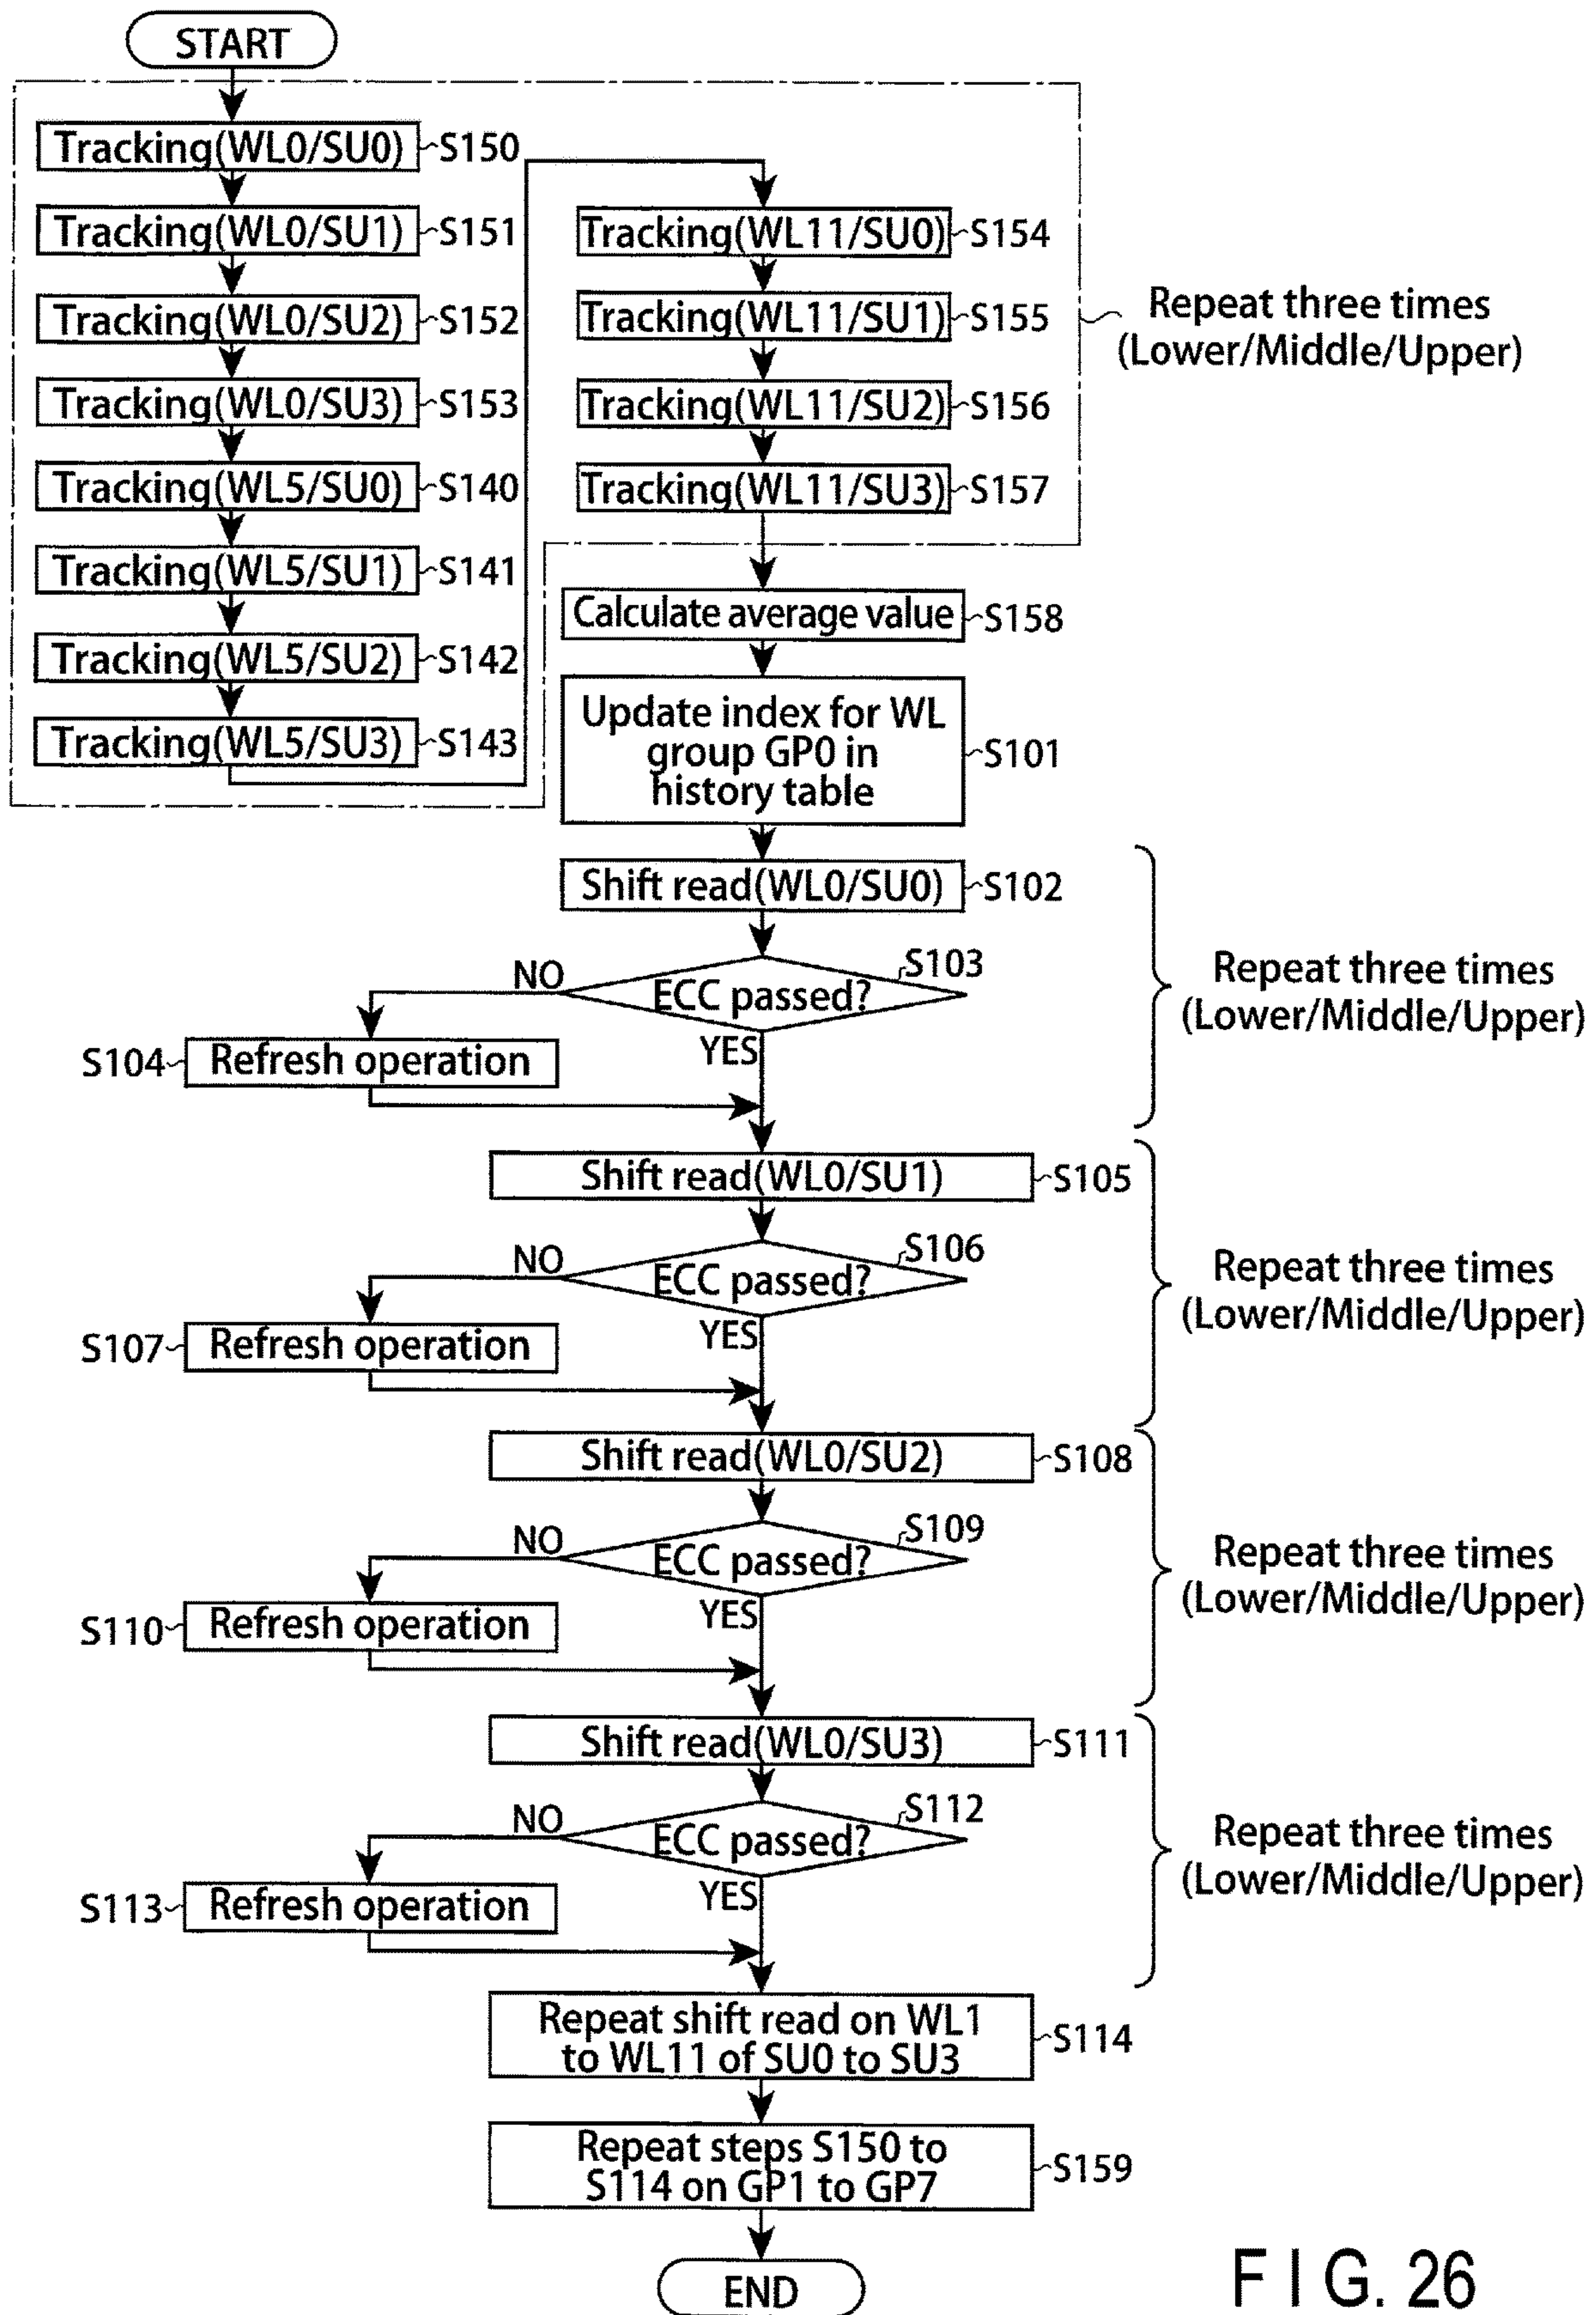 START
Tracking(WL0/SU0) S150
Tracking(WL0/SU1) S151
Tracking(WL0/SU2) S152
Tracking(WL0/SU3) S153
Tracking(WL5/SU0) S140
Tracking(WL5/SU1) S141
Tracking(WL5/SU2) S142
Tracking(WL5/SU3) S143
Tracking(WL11/SU0) S154
Tracking(WL11/SU1) S155
Tracking(WL11/SU2) S156
Tracking(WL11/SU3) S157
Repeat three times
(Lower/Middle/Upper)
Calculate average value S158
Update index for WL
group GP0 in
history table
S101
Shift read(WL0/SU0) S102
S103
ECC passed?
NO
YES
S104 Refresh operation
Repeat three times
(Lower/Middle/Upper)
Shift read(WL0/SU1) S105
S106
ECC passed?
NO
YES
S107 Refresh operation
Repeat three times
(Lower/Middle/Upper)
Shift read(WL0/SU2) S108
S109
ECC passed?
NO
YES
S110 Refresh operation
Repeat three times
(Lower/Middle/Upper)
Shift read(WL0/SU3) S111
S112
ECC passed?
NO
YES
S113 Refresh operation
Repeat three times
(Lower/Middle/Upper)
Repeat shift read on WL1
to WL11 of SU0 to SU3
S114
Repeat steps S150 to
S114 on GP1 to GP7
S159
END
F I G. 26